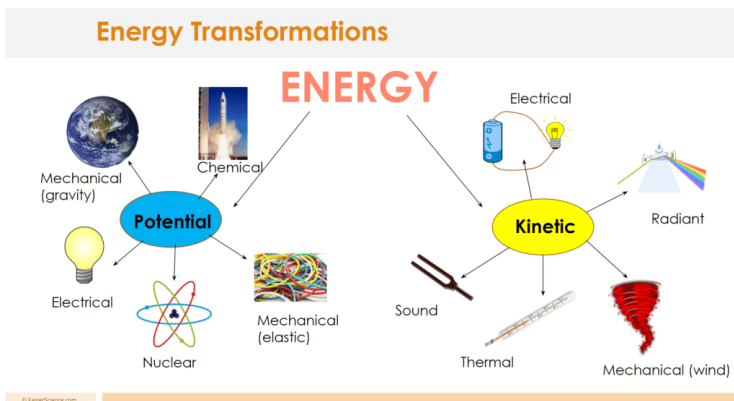 Energy Transformations
ENERGY
Mechanical
(gravity)
Chemical
Potential
Electrical
Nuclear
Mechanical
(elastic)
Electrical
Kinetic
Radiant
Sound
Thermal
Mechanical (wind)